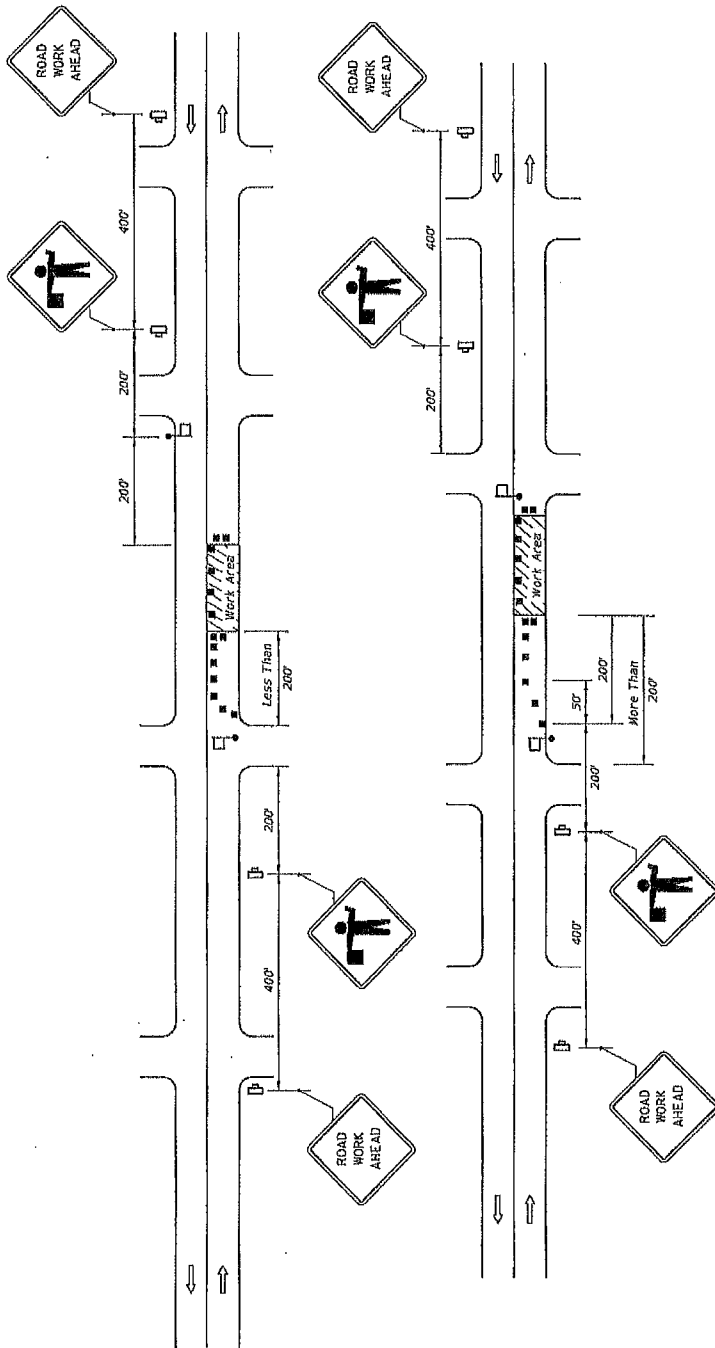 ROAD
WORK
AHEAD
400'
200'
200'
Work Area
Less Than
200'
200'
400'
ROAD
WORK
AHEAD
ROAD
WORK
AHEAD
400'
200'
Work Area
50'
200'
More Than
200'
200'
400'
ROAD
WORK
AHEAD